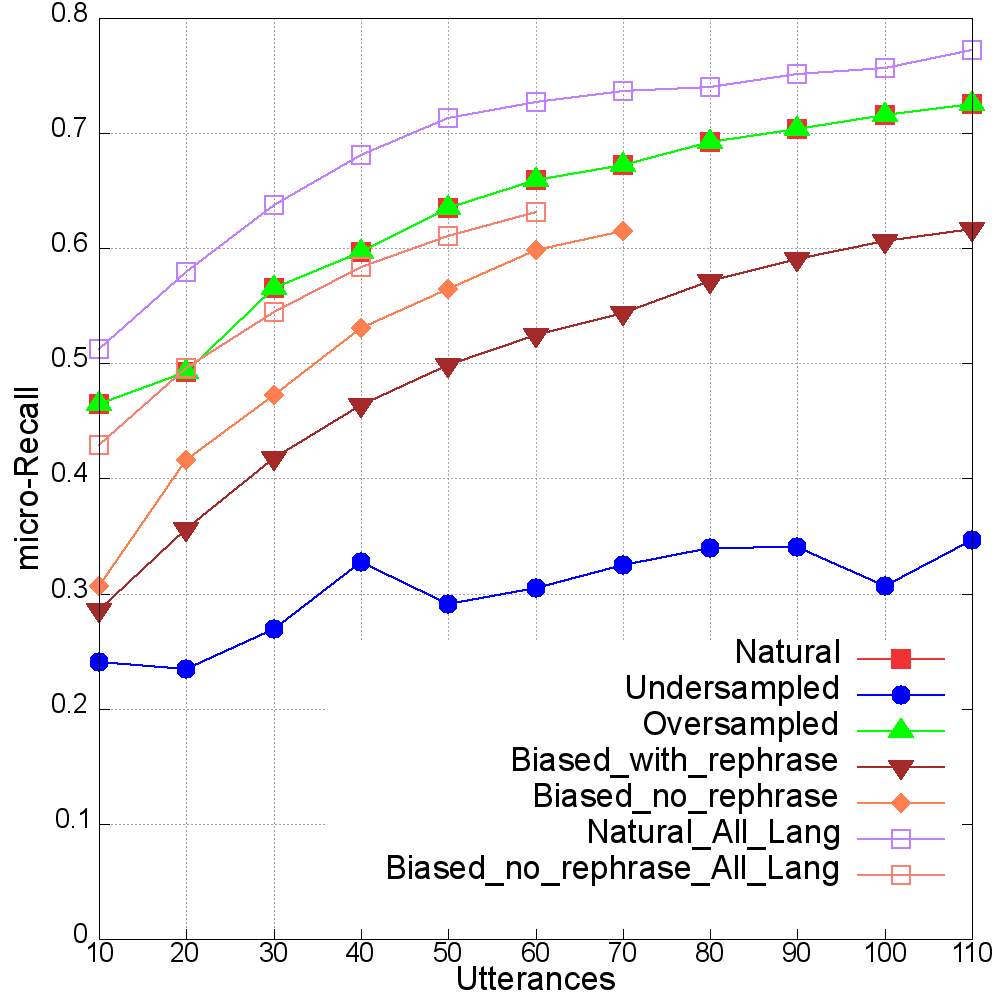 0.8
0.7
0.6
0.5
0.4
0.3
0.2
0.1
0
micro-Recall
Natural
Undersampled
Oversampled
Biased_with_rephrase
Biased_no_rephrase
Natural_All_Lang
Biased_no_rephrase_All_Lang
10 20 30 40 50 60 70 80 90 100 110
Utterances